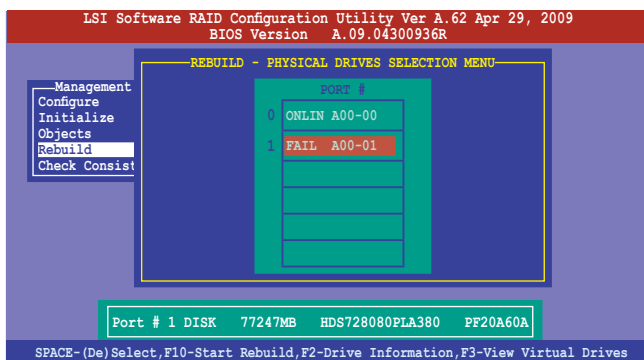 LSI Software RAID Configuration Utility Ver A.62 Apr 29, 2009
BIOS Version A.09.04300936R
REBUILD - PHYSICAL DRIVES SELECTION MENU
Management
Configure
Initialize
Objects
Rebuild
Check Consist
PORT #
0 ONLIN A00-00
1 FAIL A00-01
Port # 1 DISK 77247MB HDS728080PLA380 PF20A60A
SPACE-(De)Select,F10-Start Rebuild,F2-Drive Information,F3-View Virtual Drives